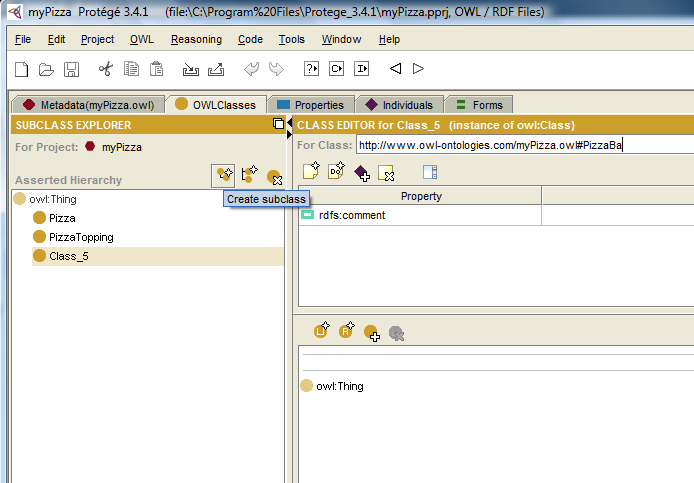 myPizza Protégé 3.4.1 (file:\C:\Program%20Files\Protege_3.4.1\myPizza.pprj, OWL / RDF Files)
File Edit Project OWL Reasoning Code Tools Window Help
Metadata(myPizza.owl) OWLClasses Properties Individuals Forms
SUBCLASS EXPLORER
For Project: myPizza
Asserted Hierarchy
Create subclass
owl:Thing
Pizza
PizzaTopping
Class_5
CLASS EDITOR for Class_5 (instance of owl:Class)
For Class: http://www.owl-ontologies.com/myPizza.owl#PizzaBa
Property
rdfs:comment
owl:Thing